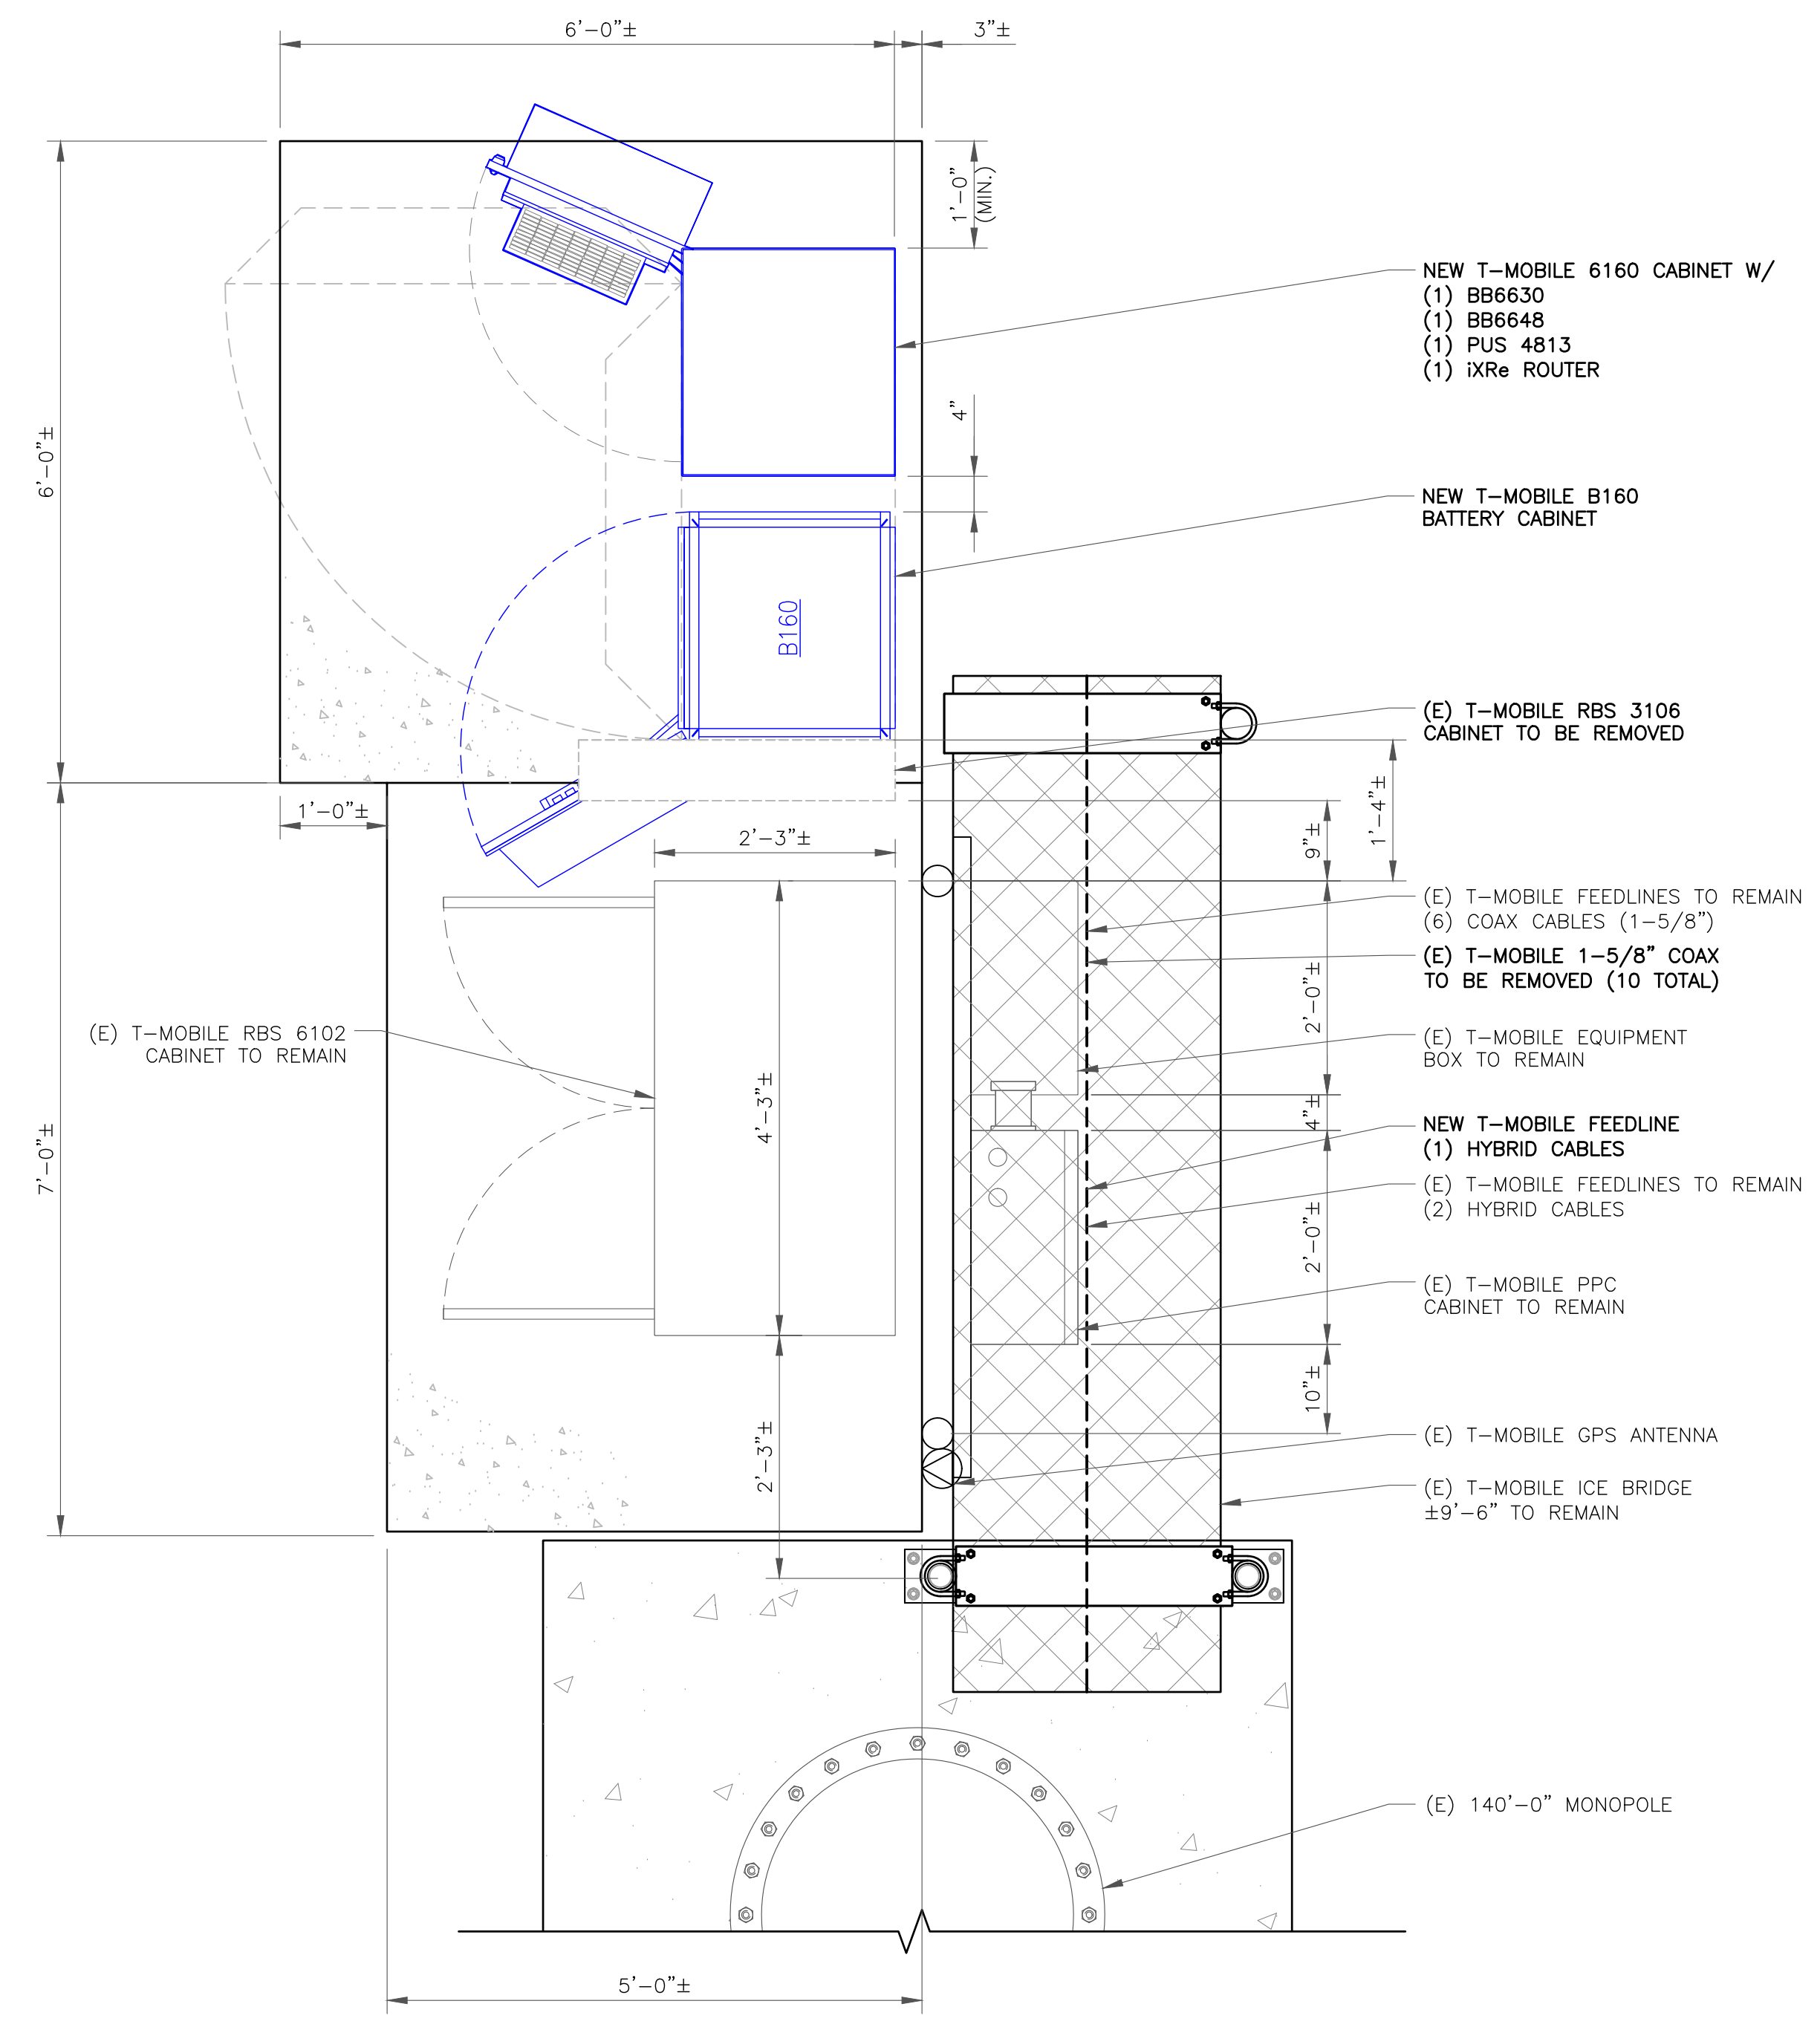 6'-0"±
3"±
1'-0"
(MIN.)
6'-0"±
NEW T-MOBILE 6160 CABINET W/
(1) BB6630
(1) BB6648
(1) PUS 4813
(1) iXRe ROUTER
4"
NEW T-MOBILE B160
BATTERY CABINET
B160
(E) T-MOBILE RBS 3106
CABINET TO BE REMOVED
1'-0"±
2'-3"±
9"±
1'-4"±
(E) T-MOBILE FEEDLINES TO REMAIN
(6) COAX CABLES (1-5/8")
(E) T-MOBILE 1-5/8" COAX
TO BE REMOVED (10 TOTAL)
2'-0"±
(E) T-MOBILE RBS 6102
CABINET TO REMAIN
(E) T-MOBILE EQUIPMENT
BOX TO REMAIN
4'-3"±
4"±
7'-0"±
NEW T-MOBILE FEEDLINE
(1) HYBRID CABLES
(E) T-MOBILE FEEDLINES TO REMAIN
(2) HYBRID CABLES
2'-0"±
(E) T-MOBILE PPC
CABINET TO REMAIN
10"±
2'-3"±
(E) T-MOBILE GPS ANTENNA
(E) T-MOBILE ICE BRIDGE
±9'-6" TO REMAIN
(E) 140'-0" MONOPOLE
5'-0"±